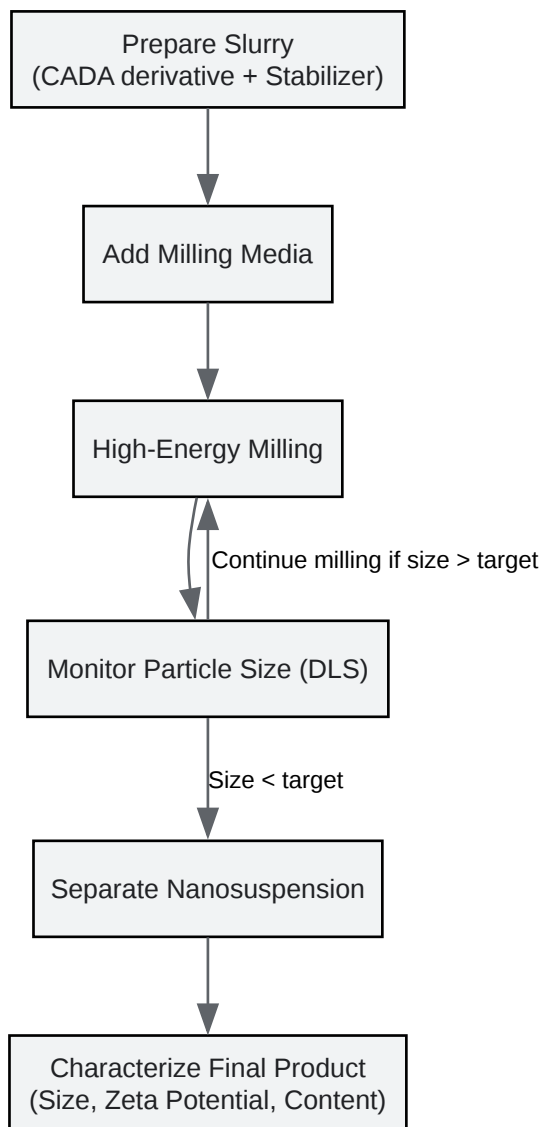 Prepare Slurry
(CADA derivative + Stabilizer)
Add Milling Media
High-Energy Milling
Continue milling if size > target
Monitor Particle Size (DLS)
Size < target
Separate Nanosuspension
Characterize Final Product
(Size, Zeta Potential, Content)